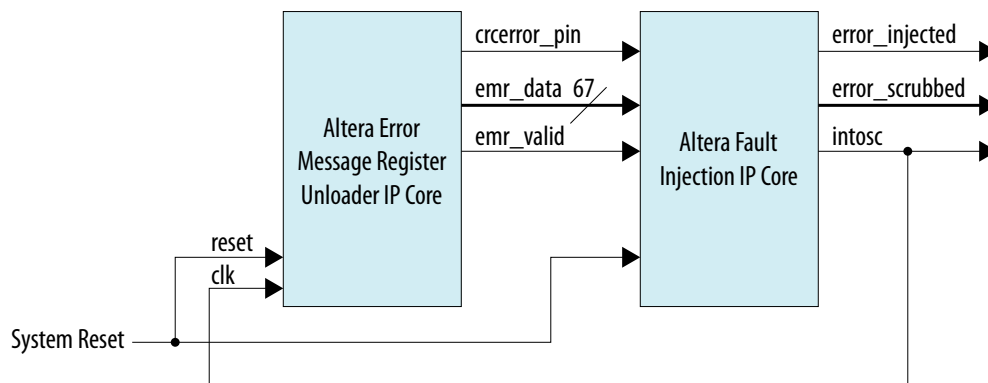 crcerror_pin
emr_data 67
emr_valid
Altera Error
Message Register
Unloader IP Core
reset
clk
System Reset
Altera Fault
Injection IP Core
error_injected
error_scrubbed
intosc